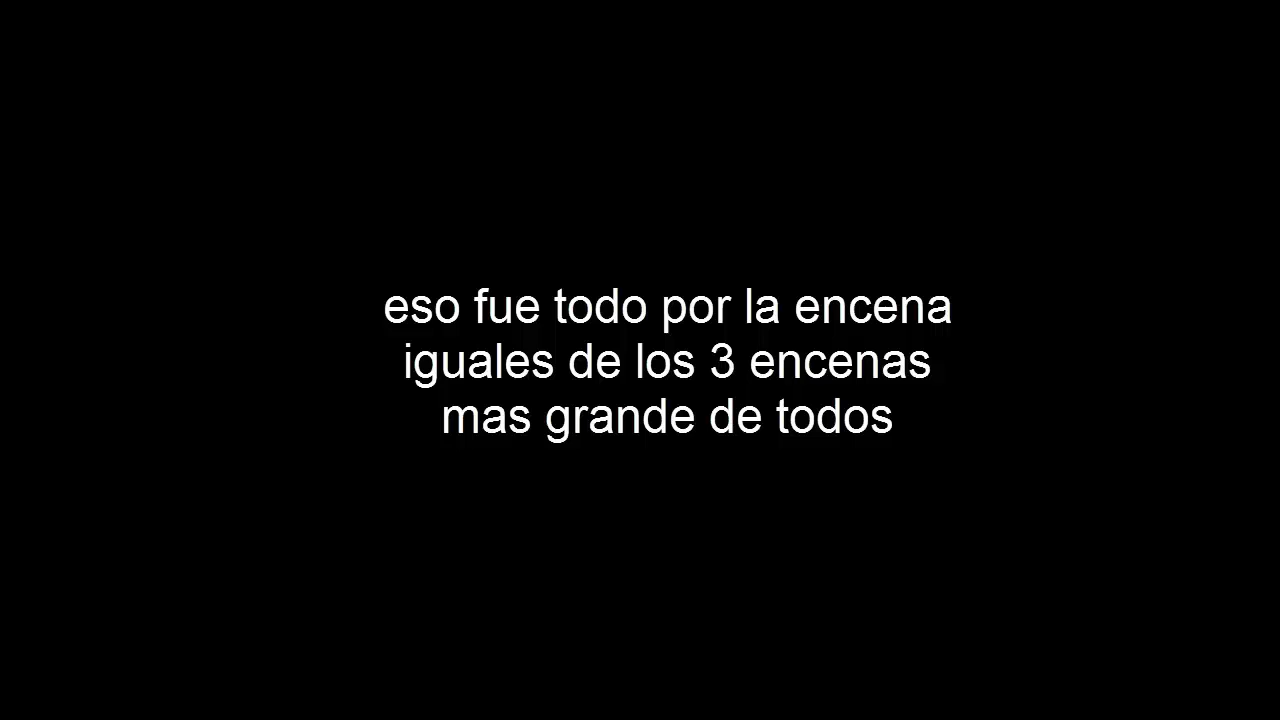 eso fue todo por la encena
iguales de los 3 encenas
mas grande de todos